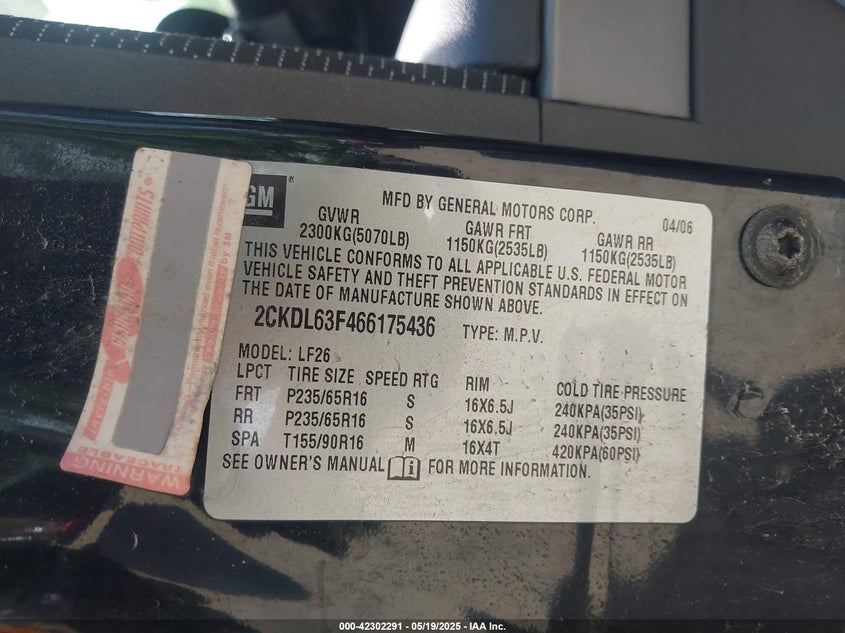 GM
MFD BY GENERAL MOTORS CORP. 04/06
GVWR GAWR FRT GAWR RR
2300KG(5070LB) 1150KG(2535LB) 1150KG(2535LB)
THIS VEHICLE CONFORMS TO ALL APPLICABLE U.S. FEDERAL MOTOR
VEHICLE SAFETY AND THEFT PREVENTION STANDARDS IN EFFECT ON
THE DATE OF MANUFACTURE SHOWN ABOVE.
2CKDL63F466175436 TYPE: M.P.V.
MODEL: LF26
LPCT TIRE SIZE SPEED RTG RIM COLD TIRE PRESSURE
FRT P235/65R16 S 16X6.5J 240KPA(35PSI)
RR P235/65R16 S 16X6.5J 240KPA(35PSI)
SPA T155/90R16 M 16X4T 420KPA(60PSI)
SEE OWNER'S MANUAL FOR MORE INFORMATION.
WARNING
TRACEABLE
INVISIBLE
by 3M
000-42302291 - 05/19/2025 - IAA Inc.